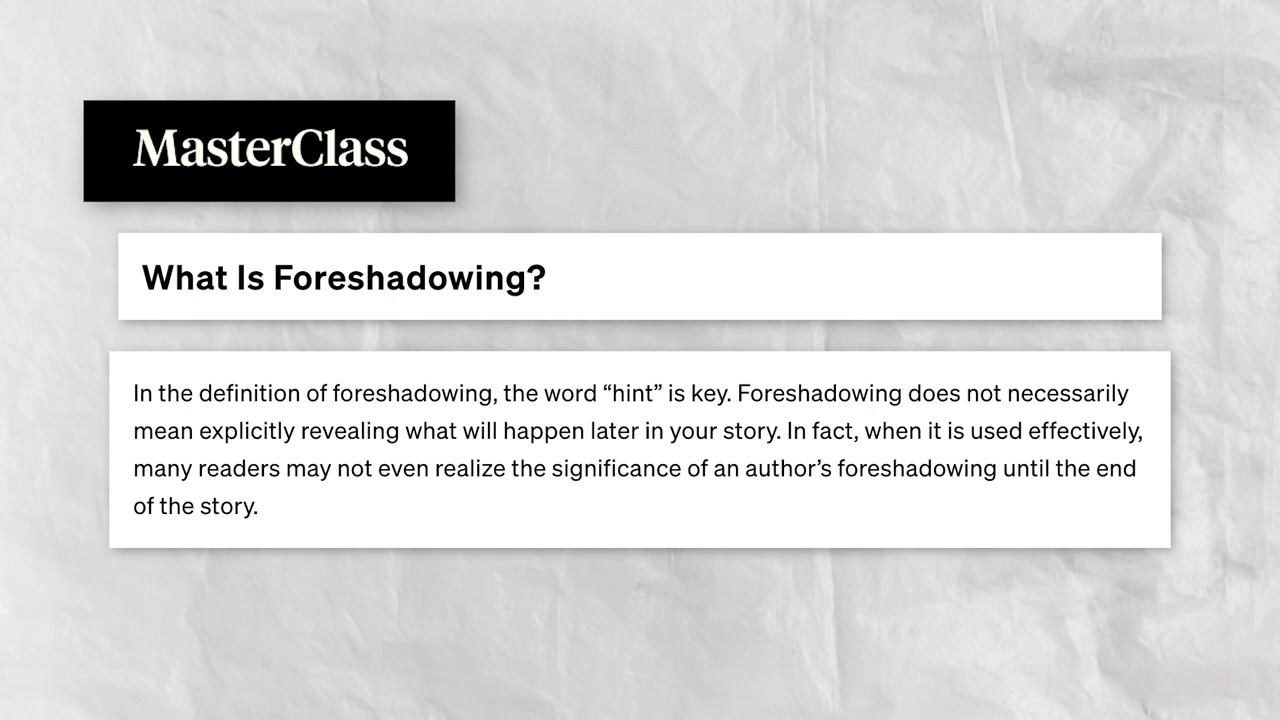 MasterClass
What Is Foreshadowing?
In the definition of foreshadowing, the word “hint” is key. Foreshadowing does not necessarily
mean explicitly revealing what will happen later in your story. In fact, when it is used effectively,
many readers may not even realize the significance of an author’s foreshadowing until the end
of the story.